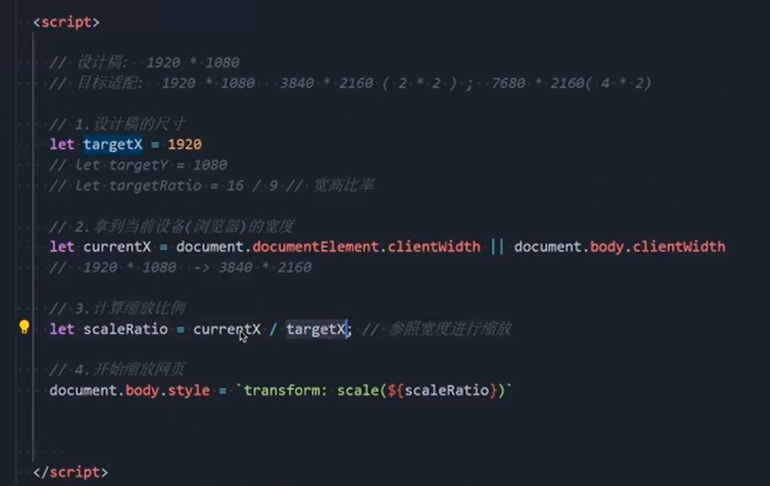 <script>
// 设计稿: 1920 * 1080
// 目标适配: 1920 * 1080 3840 * 2160 ( 2 * 2 ) ; 7680 * 2160( 4 * 2)
// 1.设计稿的尺寸
let targetX = 1920
// let targetY = 1080
// let targetRatio = 16 / 9 // 宽高比率
// 2.拿到当前设备(浏览器)的宽度
let currentX = document.documentElement.clientWidth || document.body.clientWidth
// 1920 * 1080 -> 3840 * 2160
// 3.计算缩放比例
let scaleRatio = currentX / targetX; // 参照宽度进行缩放
// 4.开始缩放网页
document.body.style = `transform: scale(${scaleRatio})`
</script>